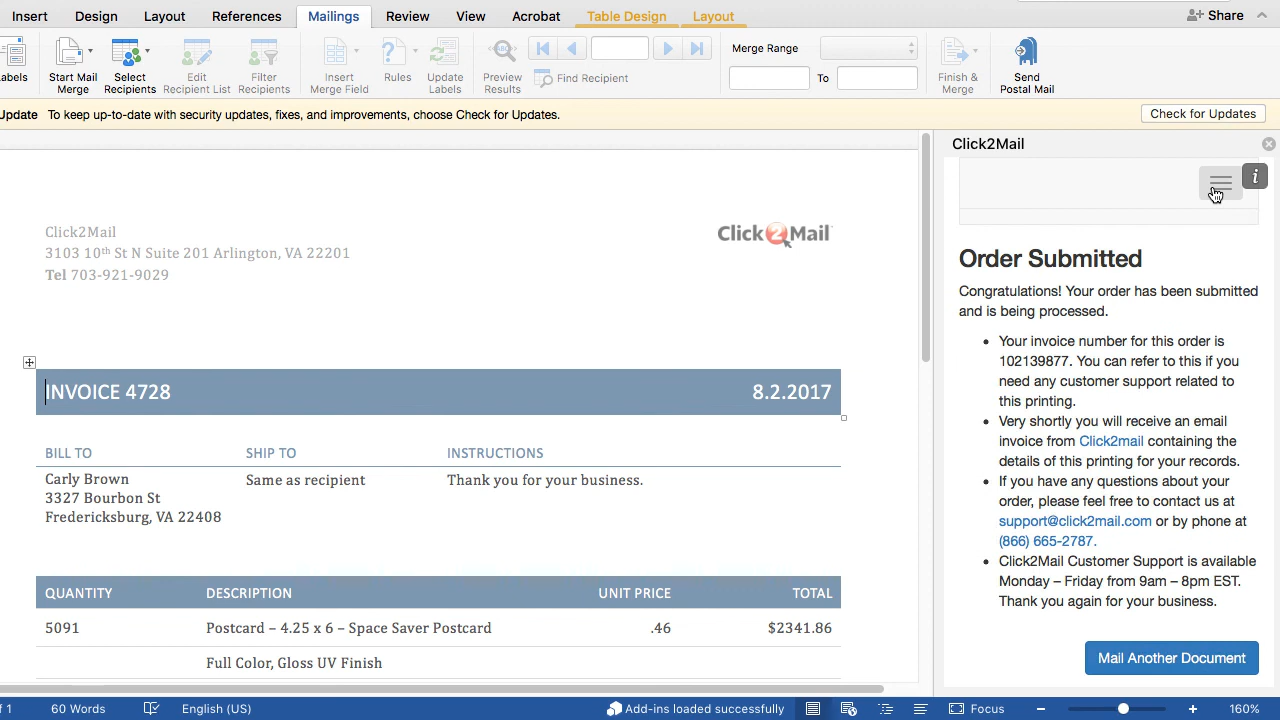 Insert Design Layout References Mailings Review View Acrobat Table Design Layout Share
Labels
Start Mail Merge
Select Recipients
Edit Recipient List
Filter Recipients
Insert Merge Field
Rules
Update Labels
Preview Results
Find Recipient
Merge Range
To
Finish & Merge
Send Postal Mail
Update To keep up-to-date with security updates, fixes, and improvements, choose Check for Updates. Check for Updates
Click2Mail
3103 10th St N Suite 201 Arlington, VA 22201
Tel 703-921-9029
Click2Mail
INVOICE 4728 8.2.2017
BILL TO SHIP TO INSTRUCTIONS
Carly Brown Same as recipient Thank you for your business.
3327 Bourbon St
Fredericksburg, VA 22408
QUANTITY DESCRIPTION UNIT PRICE TOTAL
5091 Postcard – 4.25 x 6 – Space Saver Postcard .46 $2341.86
Full Color, Gloss UV Finish
Click2Mail
i
Order Submitted
Congratulations! Your order has been submitted
and is being processed.
• Your invoice number for this order is
102139877. You can refer to this if you
need any customer support related to
this printing.
• Very shortly you will receive an email
invoice from Click2mail containing the
details of this printing for your records.
• If you have any questions about your
order, please feel free to contact us at
support@click2mail.com or by phone at
(866) 665-2787.
• Click2Mail Customer Support is available
Monday – Friday from 9am – 8pm EST.
Thank you again for your business.
Mail Another Document
f 1 60 Words English (US) Add-ins loaded successfully Focus 160%